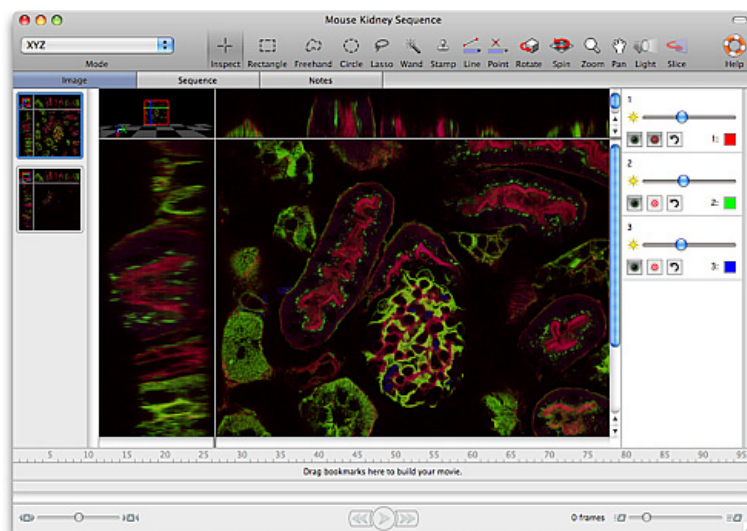 Mouse Kidney Sequence
XYZ
Mode Inspect Rectangle Freehand Circle Lasso Wand Stamp Line Point Rotate Spin Zoom Pan Light Slice Help
Image Sequence Notes
1
1:
2
2:
3
3:
5 10 15 20 25 30 35 40 45 50 55 60 65 70 75 80 85 90 95
Drag bookmarks here to build your movie.
0 frames